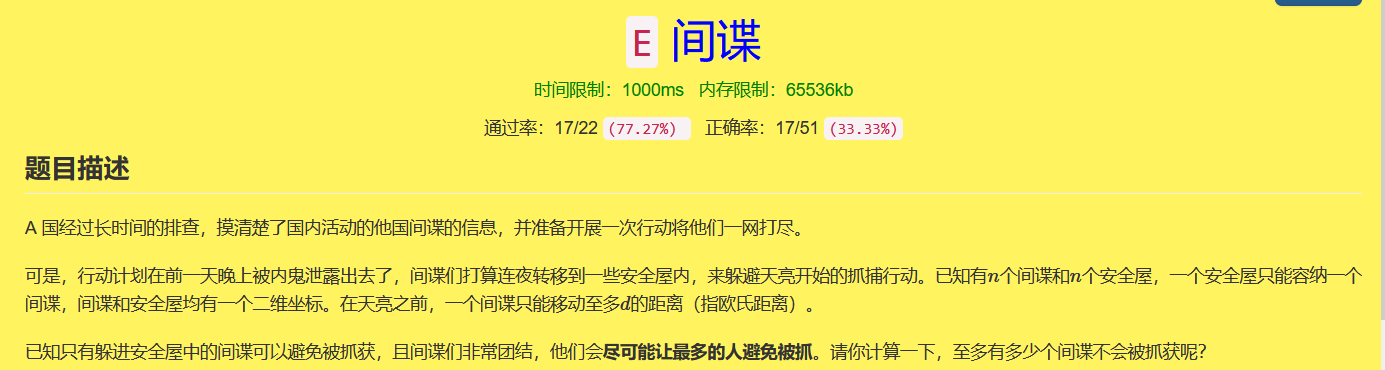 E 间谍
时间限制：1000ms 内存限制：65536kb
通过率：17/22 (77.27%) 正确率：17/51 (33.33%)
题目描述
A 国经过长时间的排查，摸清楚了国内活动的他国间谍的信息，并准备开展一次行动将他们一网打尽。
可是，行动计划在前一天晚上被内鬼泄露出去了，间谍们打算连夜转移到一些安全屋内，来躲避天亮开始的抓捕行动。已知有n个间谍和n个安全屋，一个安全屋只能容纳一个
间谍，间谍和安全屋均有一个二维坐标。在天亮之前，一个间谍只能移动至多d的距离（指欧氏距离）。
已知只有躲进安全屋中的间谍可以避免被抓获，且间谍们非常团结，他们会尽可能让最多的人避免被抓。请你计算一下，至多有多少个间谍不会被抓获呢？